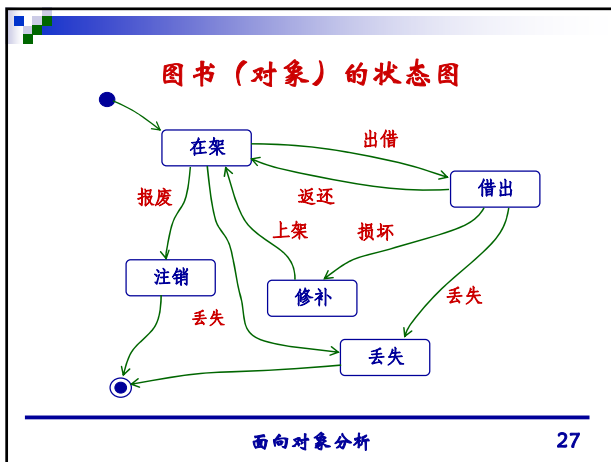 图书（对象）的状态图
出借
在架
借出
返还
报废
上架
损坏
注销
修补
丢失
丢失
丢失
面向对象分析
27